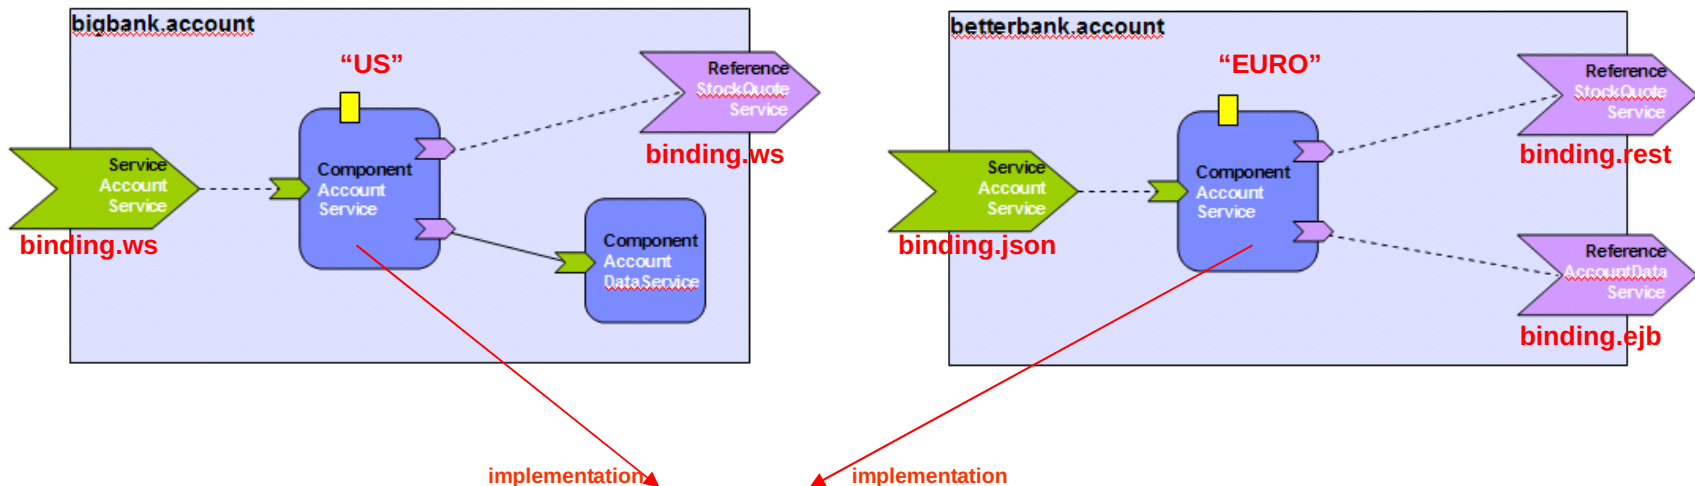 bigbank.account
“US”
Reference
StockQuote
Service
binding.ws
Service
Account
Service
binding.ws
Component
Account
Service
Component
Account
DataService
implementation
betterbank.account
“EURO”
Reference
StockQuote
Service
binding.rest
Service
Account
Service
binding.json
Component
Account
Service
Reference
AccountData
Service
binding.ejb
implementation